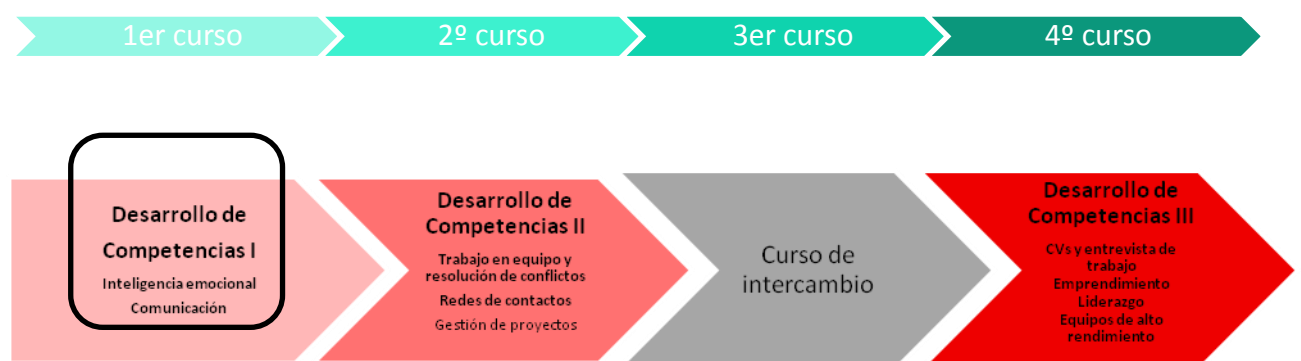 1er curso
2º curso
3er curso
4º curso
Desarrollo de
Competencias I
Inteligencia emocional
Comunicación
Desarrollo de
Competencias II
Trabajo en equipo y
resolución de conflictos
Redes de contactos
Gestión de proyectos
Curso de
intercambio
Desarrollo de
Competencias III
CVs y entrevista de
trabajo
Emprendimiento
Liderazgo
Equipos de alto
rendimiento